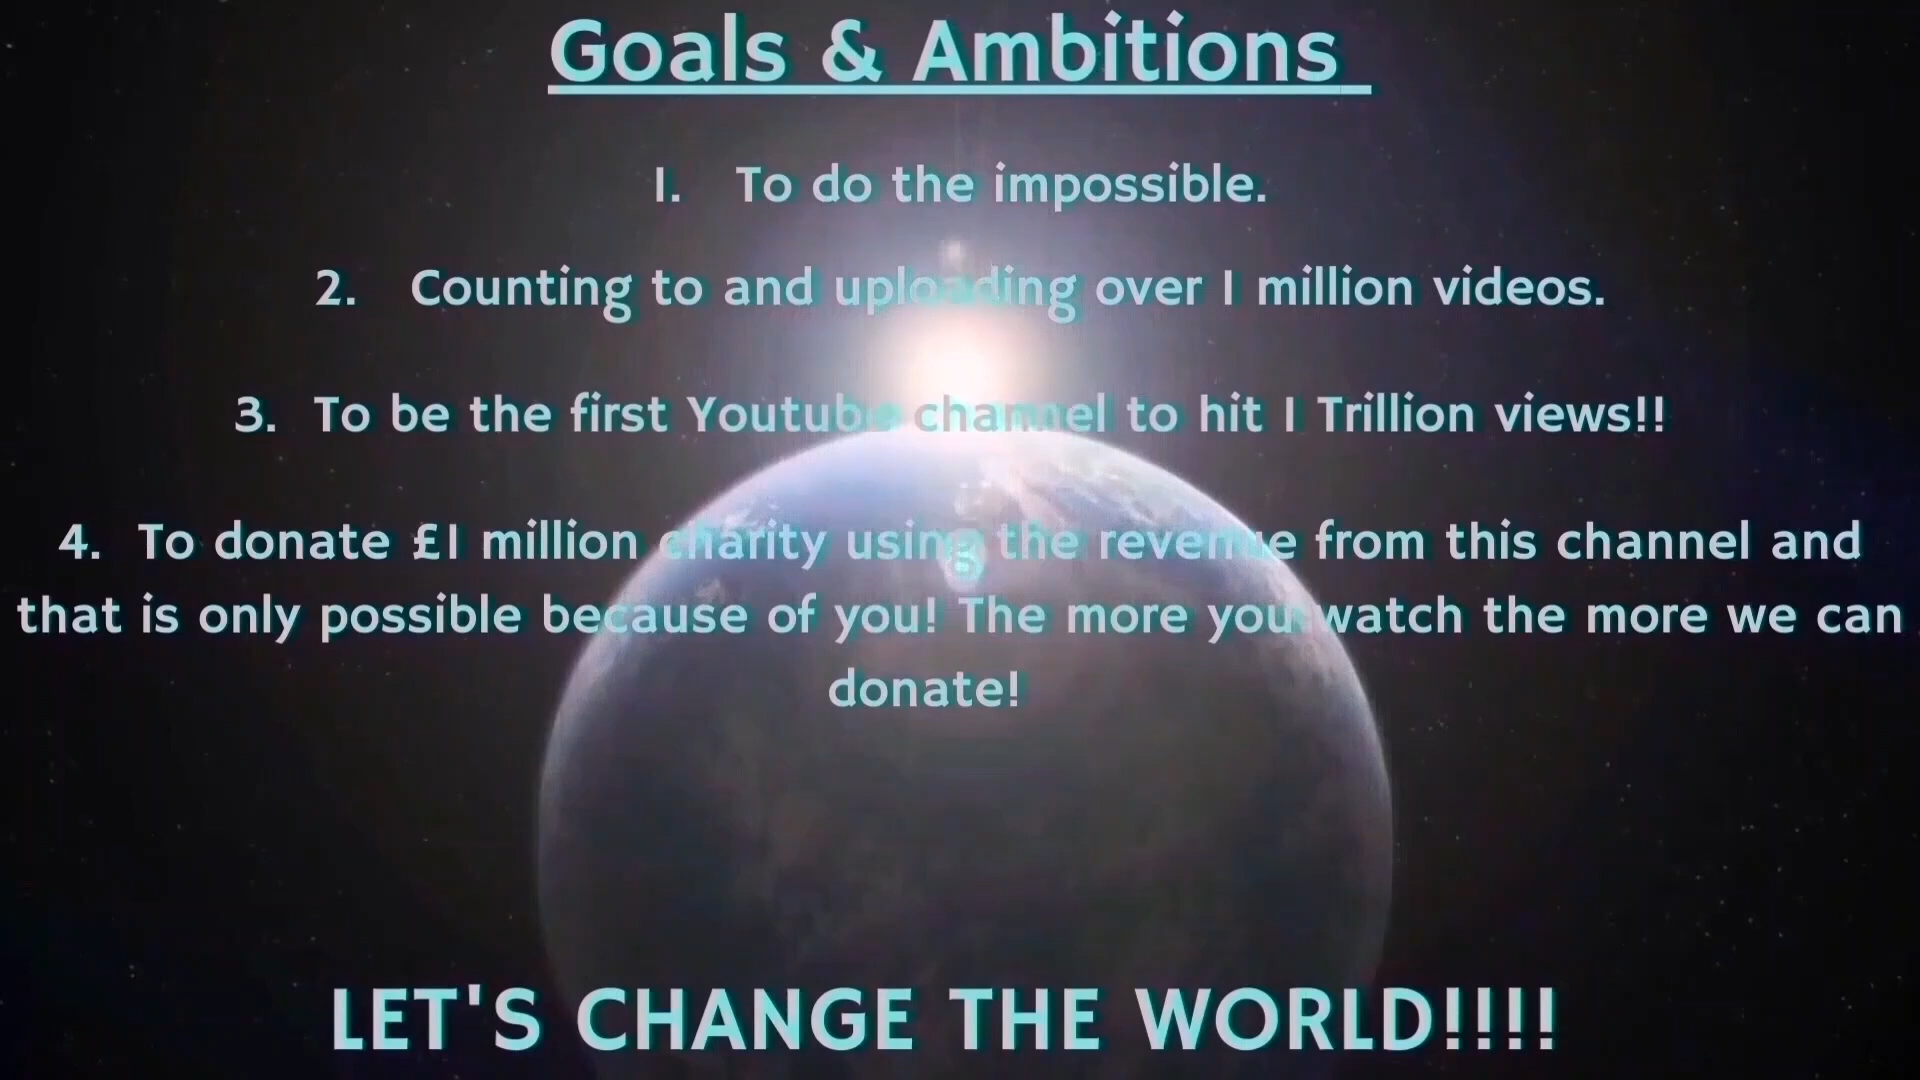 Goals & Ambitions
1. To do the impossible.
2. Counting to and uploading over 1 million videos.
3. To be the first Youtube channel to hit 1 Trillion views!!
4. To donate £1 million charity using the revenue from this channel and
that is only possible because of you! The more you watch the more we can
donate!
LET'S CHANGE THE WORLD!!!!